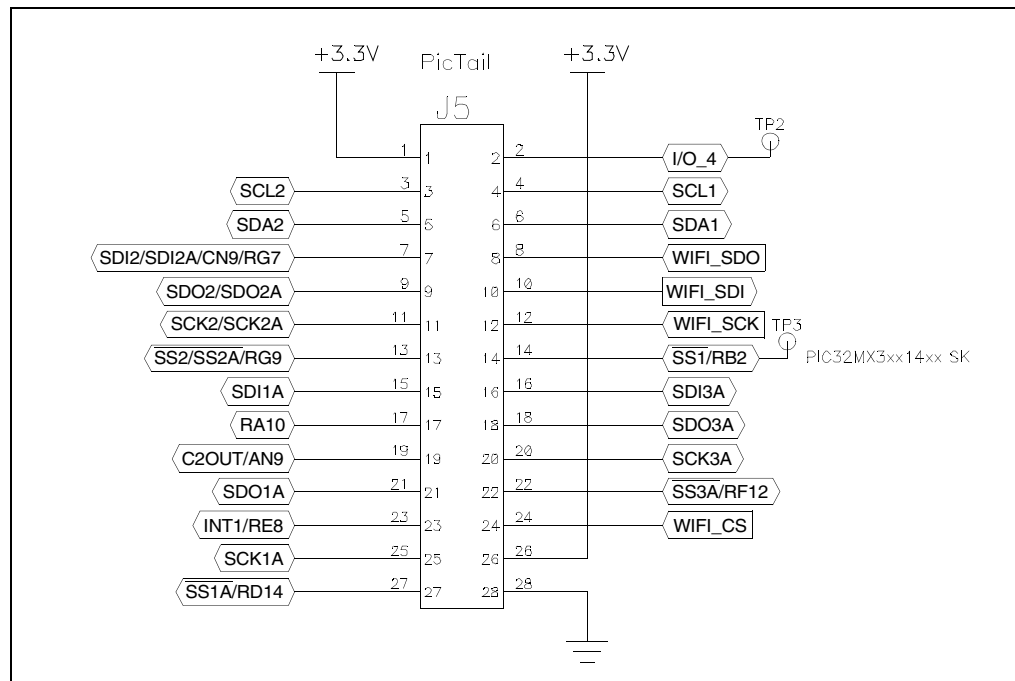 +3.3V PicTail +3.3V
J5
TP2
1 1 2 2 I/O_4
SCL2 3 3 4 4 SCL1
SDA2 5 5 6 6 SDA1
SDI2/SDI2A/CN9/RG7 7 7 8 8 WIFI_SDO
SDO2/SDO2A 9 9 10 10 WIFI_SDI
SCK2/SCK2A 11 11 12 12 WIFI_SCK
TP3
SS2/SS2A/RG9 13 13 14 14 SS1/RB2 PIC32MX3xx14xx SK
SDI1A 15 15 16 16 SDI3A
RA10 17 17 18 18 SDO3A
C2OUT/AN9 19 19 20 20 SCK3A
SDO1A 21 21 22 22 SS3A/RF12
INT1/RE8 23 23 24 24 WIFI_CS
SCK1A 25 25 26 26
SS1A/RD14 27 27 28 28